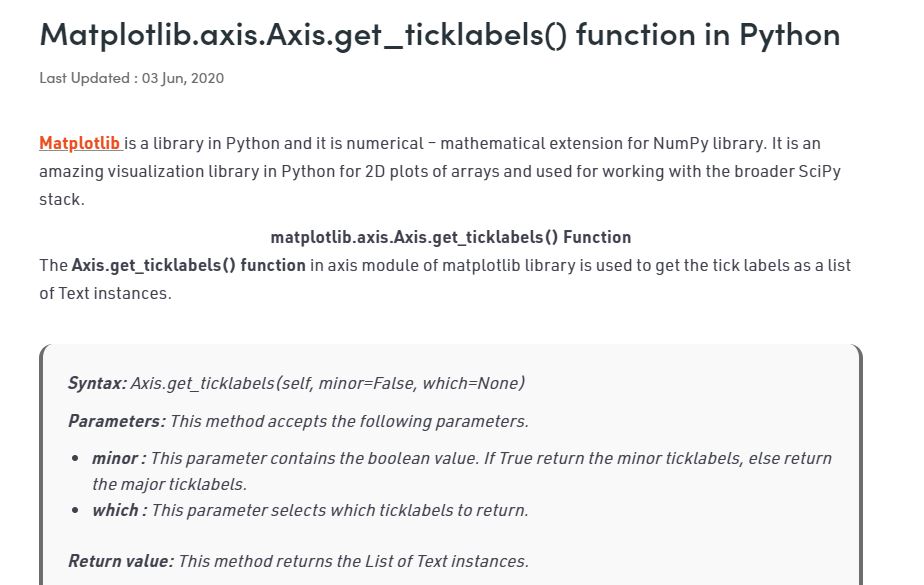 Matplotlib.axis.Axis.get_ticklabels() function in Python
Last Updated : 03 Jun, 2020
Matplotlib is a library in Python and it is numerical – mathematical extension for NumPy library. It is an
amazing visualization library in Python for 2D plots of arrays and used for working with the broader SciPy
stack.
matplotlib.axis.Axis.get_ticklabels() Function
The Axis.get_ticklabels() function in axis module of matplotlib library is used to get the tick labels as a list
of Text instances.
Syntax: Axis.get_ticklabels(self, minor=False, which=None)
Parameters: This method accepts the following parameters.
• minor : This parameter contains the boolean value. If True return the minor ticklabels, else return
the major ticklabels.
• which : This parameter selects which ticklabels to return.
Return value: This method returns the List of Text instances.